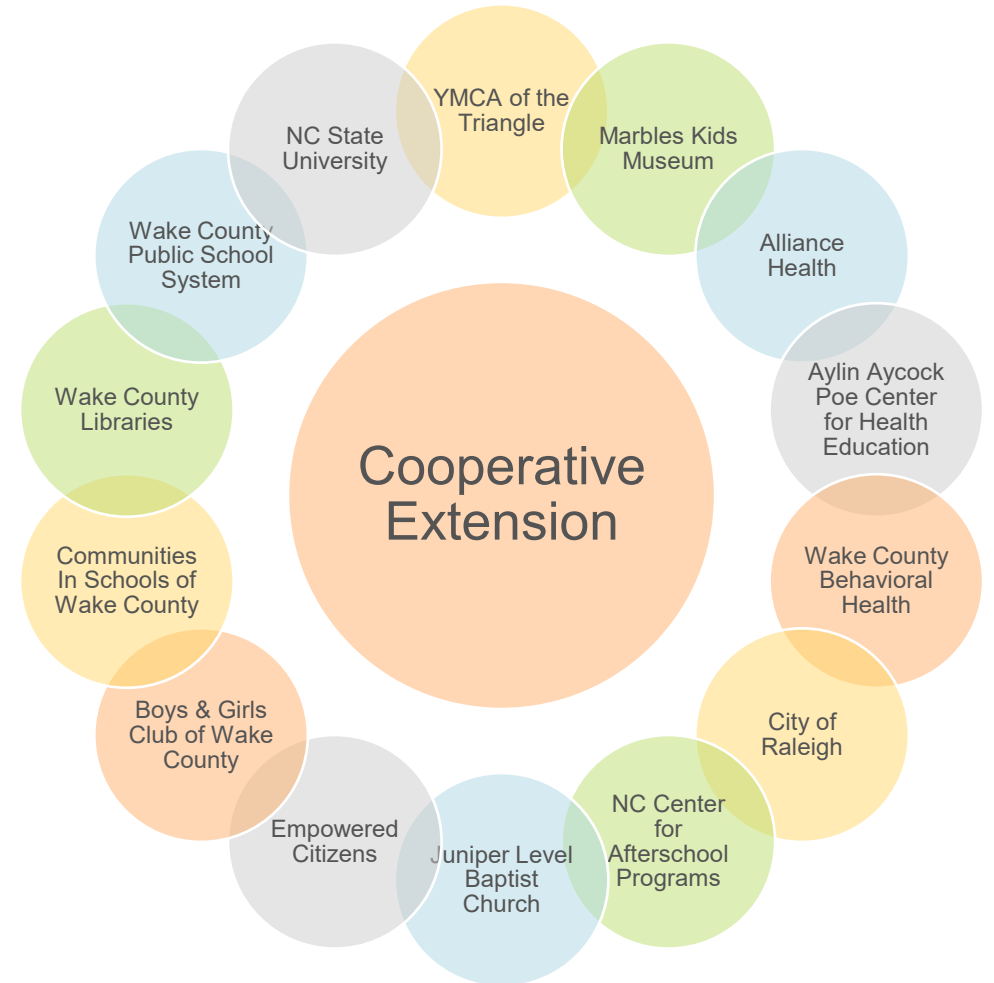 YMCA of the
Triangle
Marbles Kids
Museum
Alliance
Health
Aylin Aycock
Poe Center
for Health
Education
Wake County
Behavioral
Health
City of
Raleigh
NC Center
for
Afterschool
Programs
Juniper Level
Baptist
Church
Empowered
Citizens
Boys & Girls
Club of Wake
County
Communities
In Schools of
Wake County
Wake County
Libraries
Wake County
Public School
System
NC State
University
Cooperative
Extension